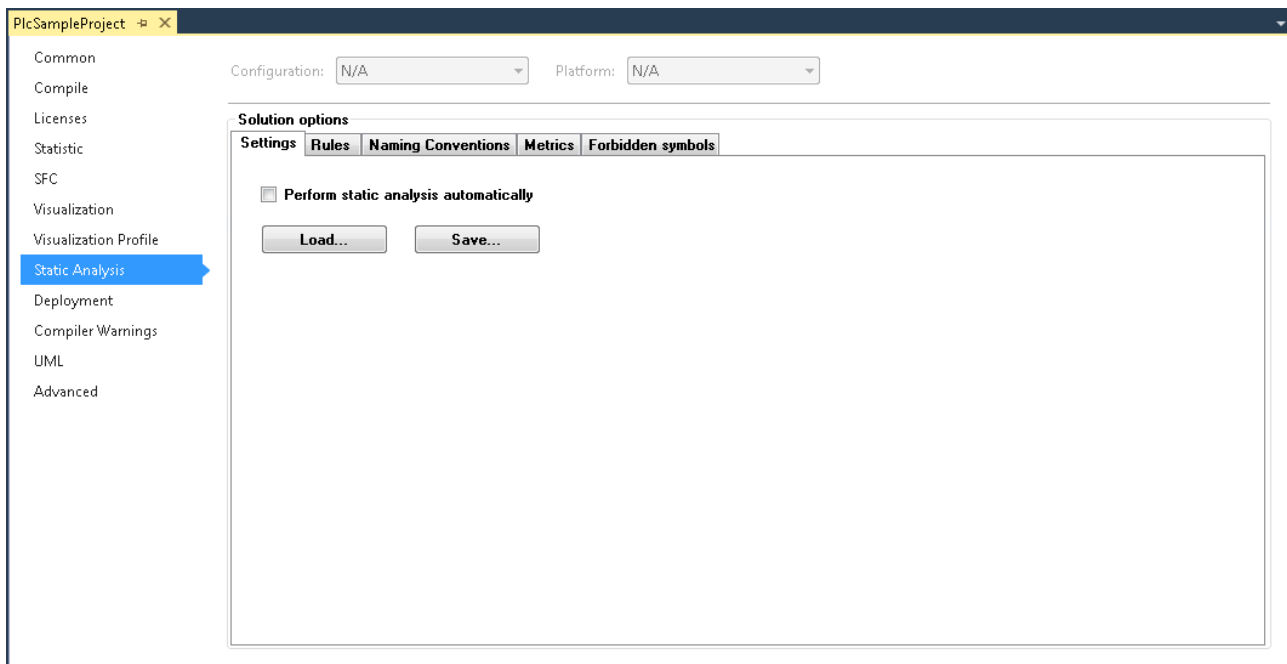 PlcSampleProject
Common
Compile
Licenses
Statistic
SFC
Visualization
Visualization Profile
Static Analysis
Deployment
Compiler Warnings
UML
Advanced
Configuration: N/A Platform: N/A
Solution options
Settings Rules Naming Conventions Metrics Forbidden symbols
Perform static analysis automatically
Load... Save...